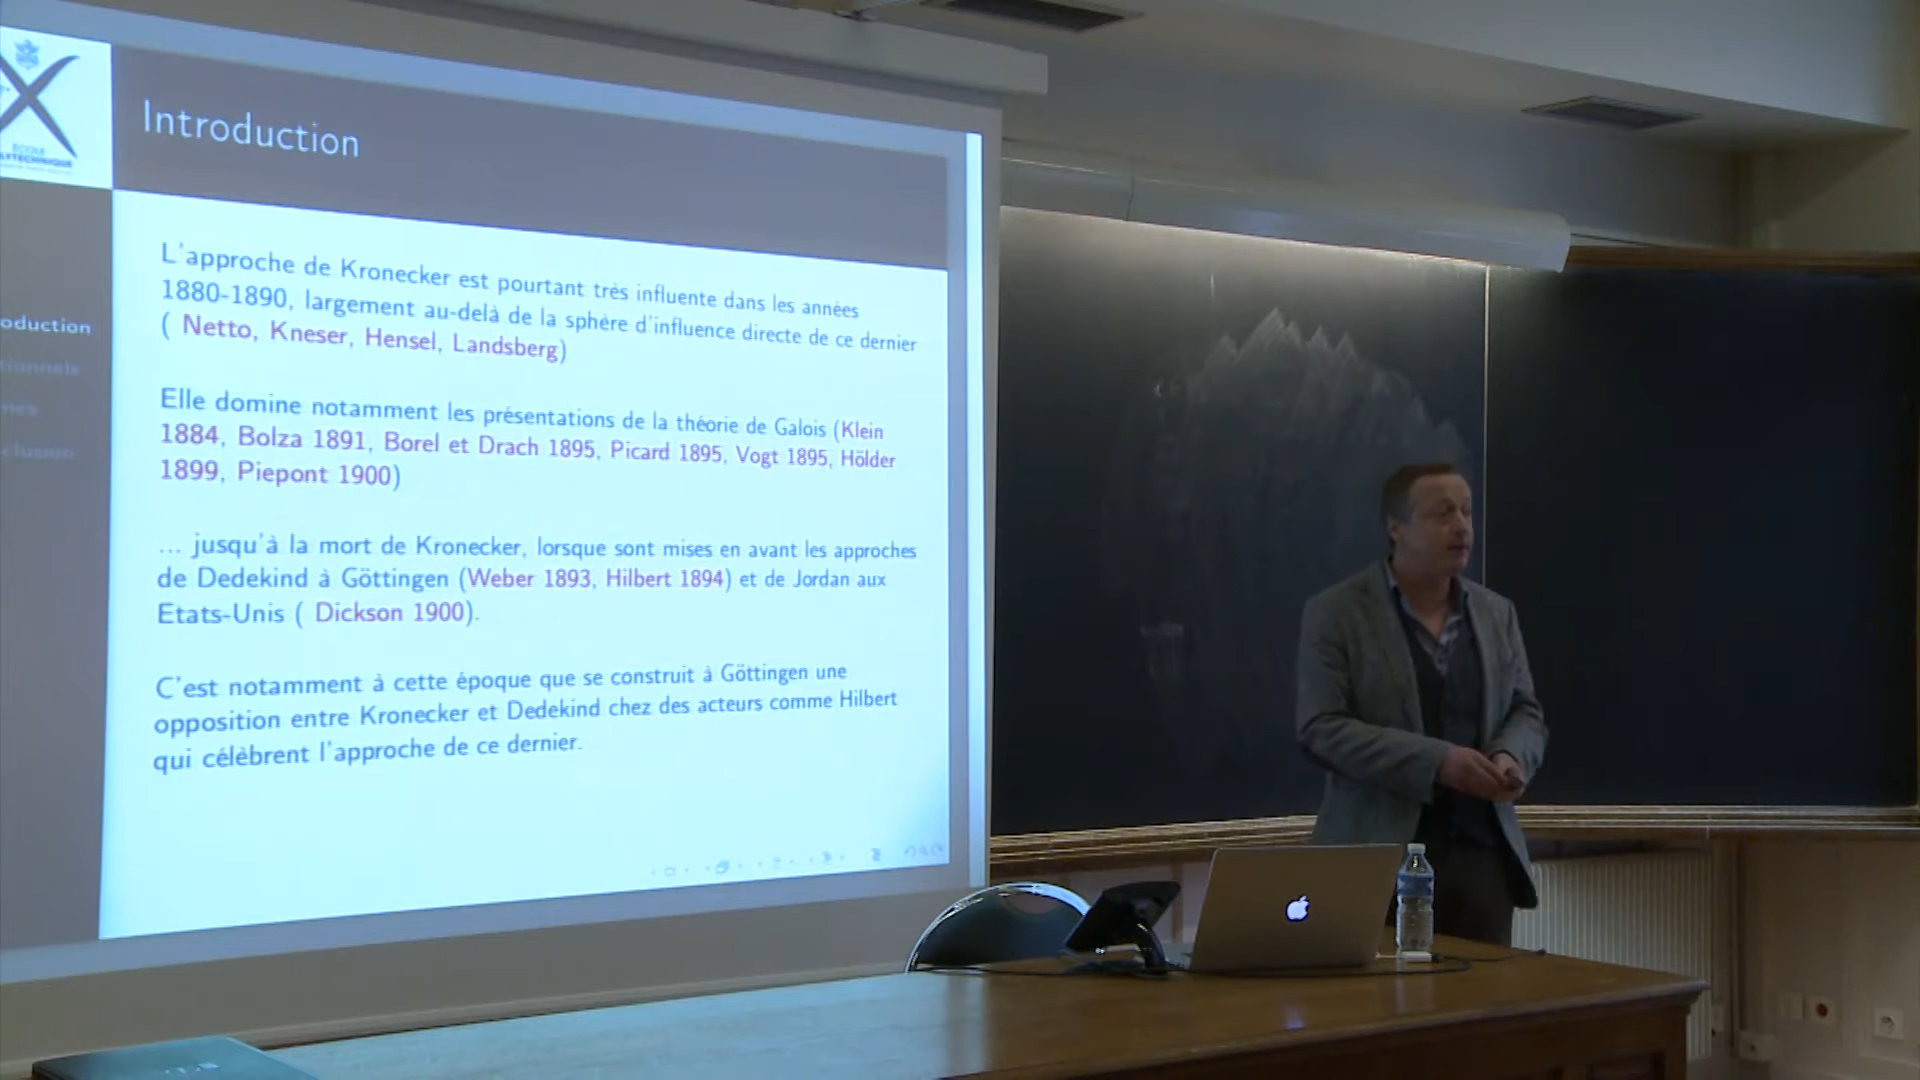 ÉCOLE
LYTECHNIQUE
Introduction
oduction
clusion
L'approche de Kronecker est pourtant très influente dans les années
1880-1890, largement au-delà de la sphère d'influence directe de ce dernier
( Netto, Kneser, Hensel, Landsberg)
Elle domine notamment les présentations de la théorie de Galois (Klein
1884, Bolza 1891, Borel et Drach 1895, Picard 1895, Vogt 1895, Hölder
1899, Piepont 1900)
... jusqu'à la mort de Kronecker, lorsque sont mises en avant les approches
de Dedekind à Göttingen (Weber 1893, Hilbert 1894) et de Jordan aux
Etats-Unis ( Dickson 1900).
C'est notamment à cette époque que se construit à Göttingen une
opposition entre Kronecker et Dedekind chez des acteurs comme Hilbert
qui célèbrent l'approche de ce dernier.